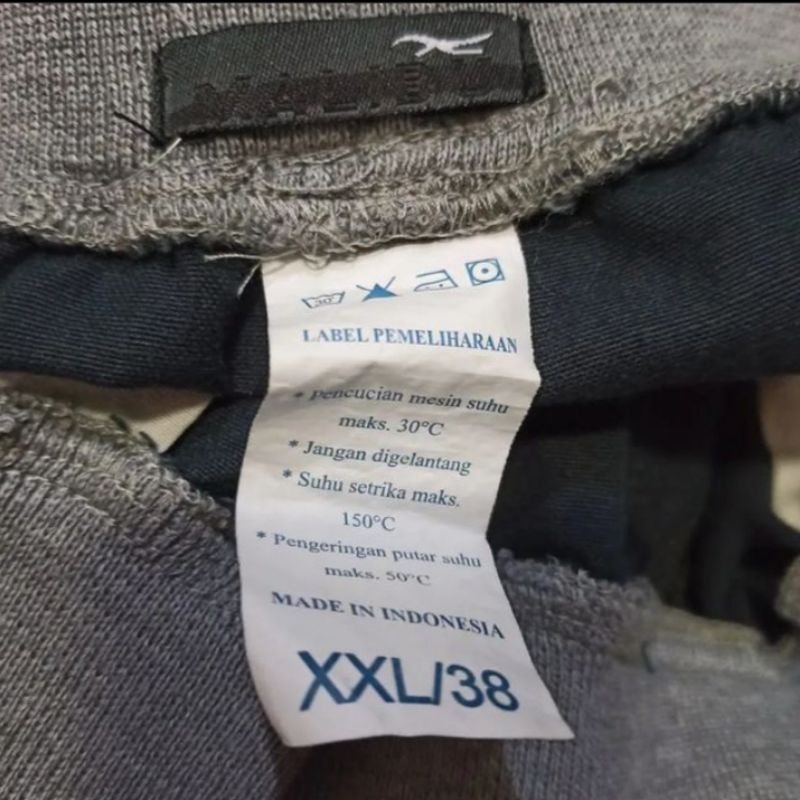 MALIBU
30°
LABEL PEMELIHARAAN
* Pencucian mesin suhu
maks. 30°C
* Jangan digelantang
* Suhu setrika maks.
150°C
* Pengeringan putar suhu
maks. 50°C
MADE IN INDONESIA
XXL/38